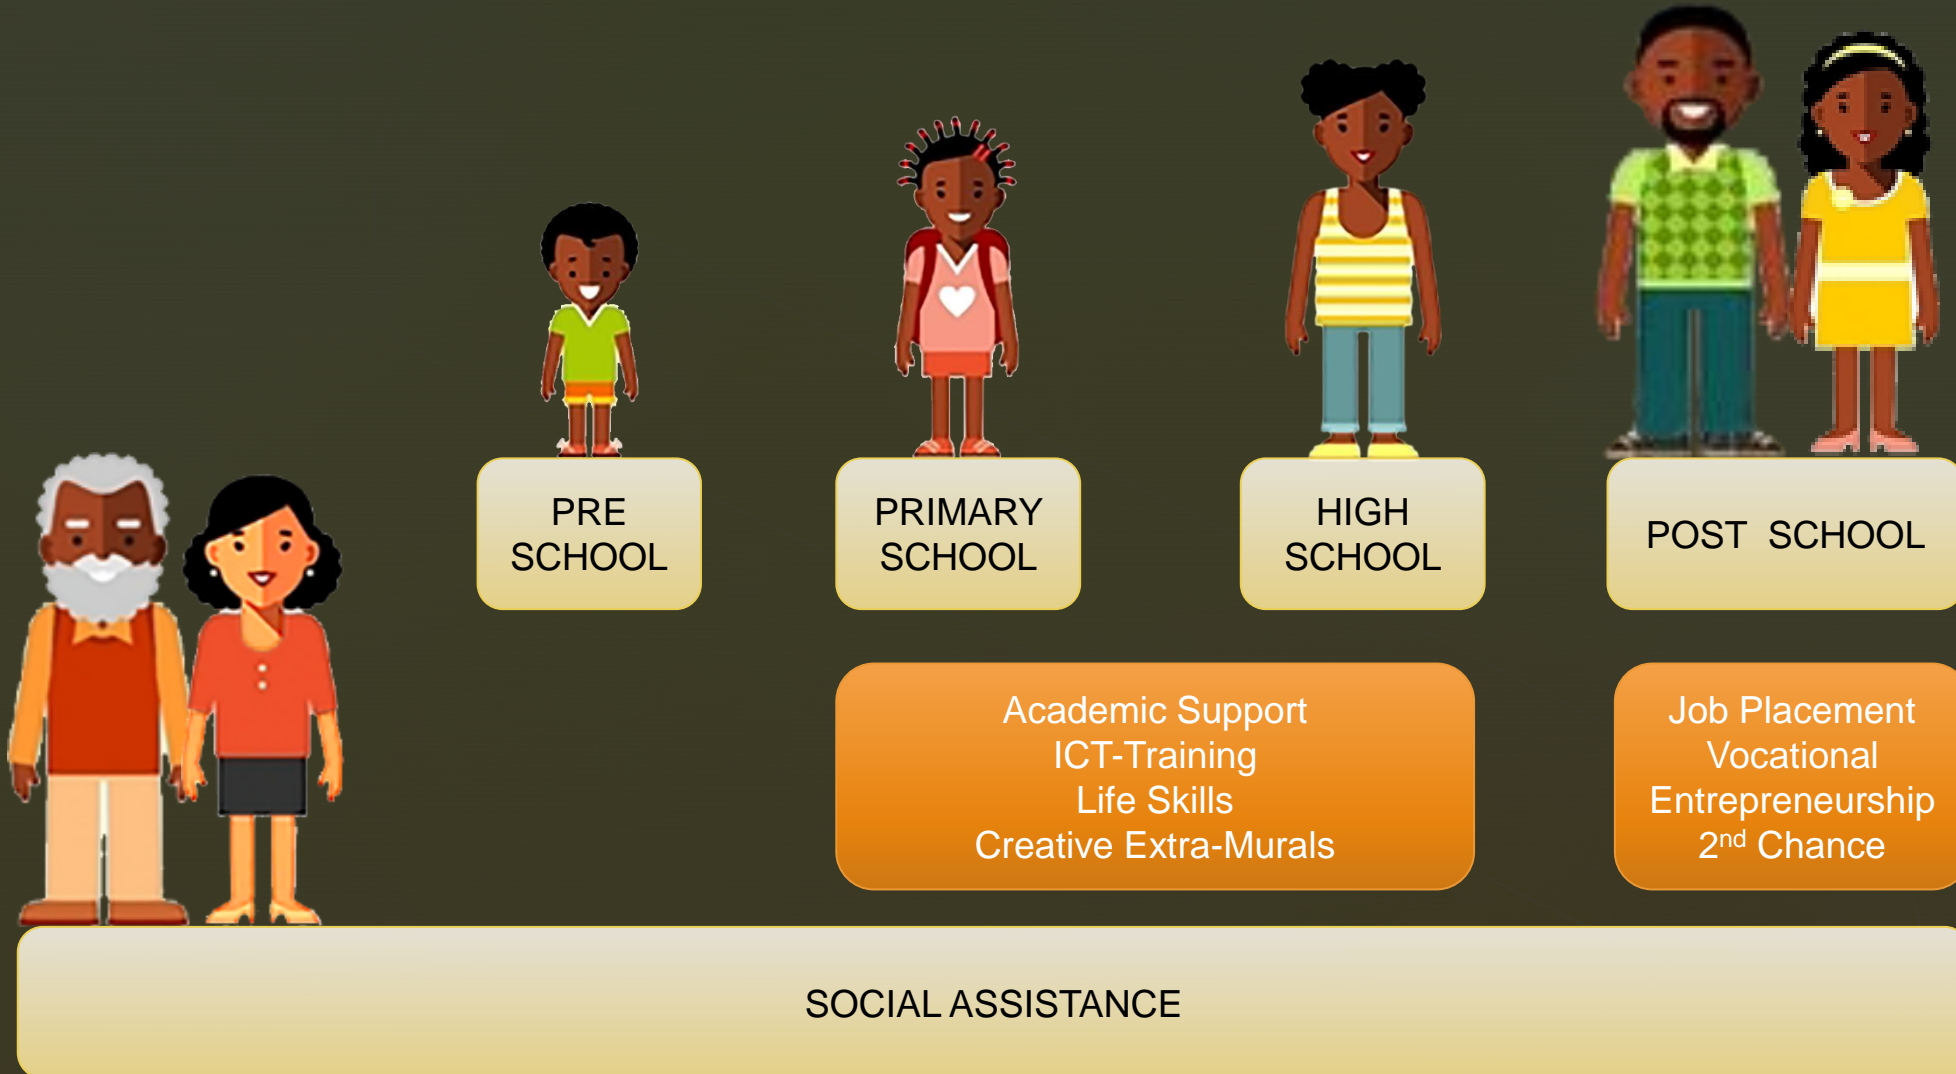 PRE
SCHOOL
PRIMARY
SCHOOL
HIGH
SCHOOL
POST SCHOOL
Academic Support
ICT-Training
Life Skills
Creative Extra-Murals
Job Placement
Vocational
Entrepreneurship
2nd Chance
SOCIAL ASSISTANCE